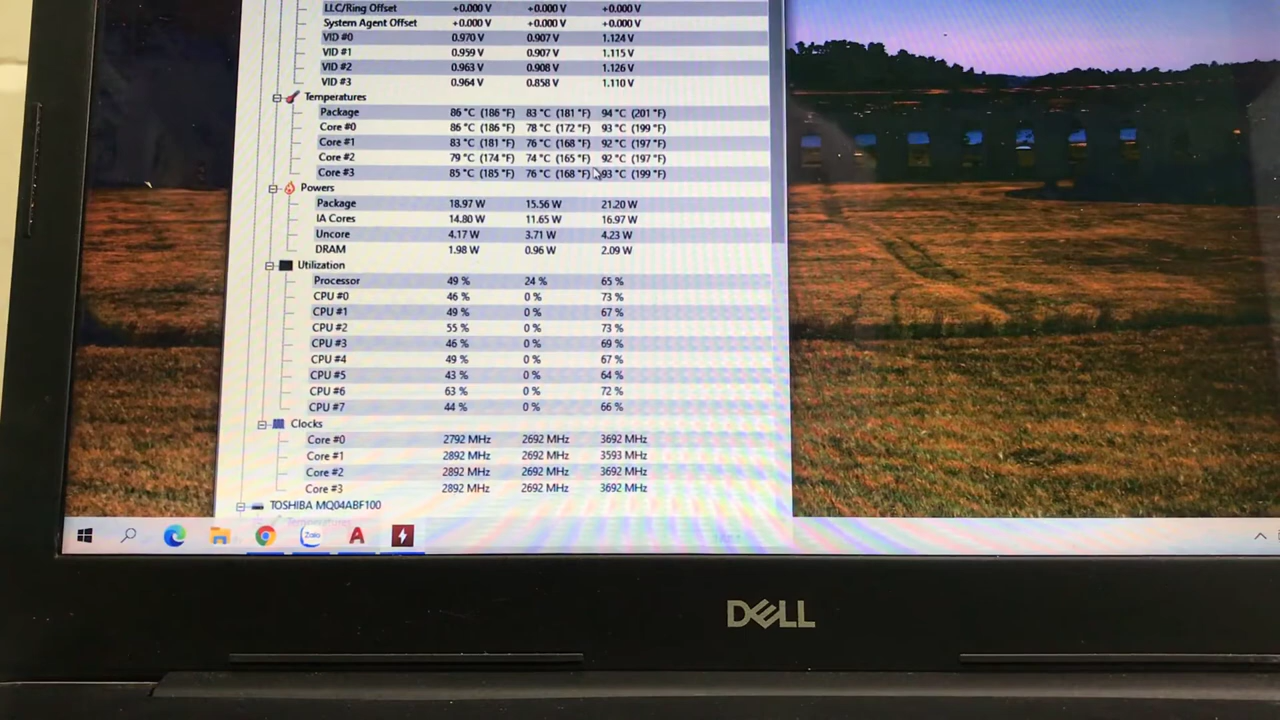 LLC/Ring Offset +0.000 V +0.000 V +0.000 V
System Agent Offset +0.000 V +0.000 V +0.000 V
VID #0 0.970 V 0.907 V 1.124 V
VID #1 0.959 V 0.907 V 1.115 V
VID #2 0.963 V 0.908 V 1.126 V
VID #3 0.964 V 0.858 V 1.110 V
Temperatures
Package 86 °C (186 °F) 83 °C (181 °F) 94 °C (201 °F)
Core #0 86 °C (186 °F) 78 °C (172 °F) 93 °C (199 °F)
Core #1 83 °C (181 °F) 76 °C (168 °F) 92 °C (197 °F)
Core #2 79 °C (174 °F) 74 °C (165 °F) 92 °C (197 °F)
Core #3 85 °C (185 °F) 76 °C (168 °F) 93 °C (199 °F)
Powers
Package 18.97 W 15.56 W 21.20 W
IA Cores 14.80 W 11.65 W 16.97 W
Uncore 4.17 W 3.71 W 4.23 W
DRAM 1.98 W 0.96 W 2.09 W
Utilization
Processor 49 % 24 % 65 %
CPU #0 46 % 0 % 73 %
CPU #1 49 % 0 % 67 %
CPU #2 55 % 0 % 73 %
CPU #3 46 % 0 % 69 %
CPU #4 49 % 0 % 67 %
CPU #5 43 % 0 % 64 %
CPU #6 63 % 0 % 72 %
CPU #7 44 % 0 % 66 %
Clocks
Core #0 2792 MHz 2692 MHz 3692 MHz
Core #1 2892 MHz 2692 MHz 3593 MHz
Core #2 2892 MHz 2692 MHz 3692 MHz
Core #3 2892 MHz 2692 MHz 3692 MHz
TOSHIBA MQ04ABF100
Temperatures
Zalo A
DELL